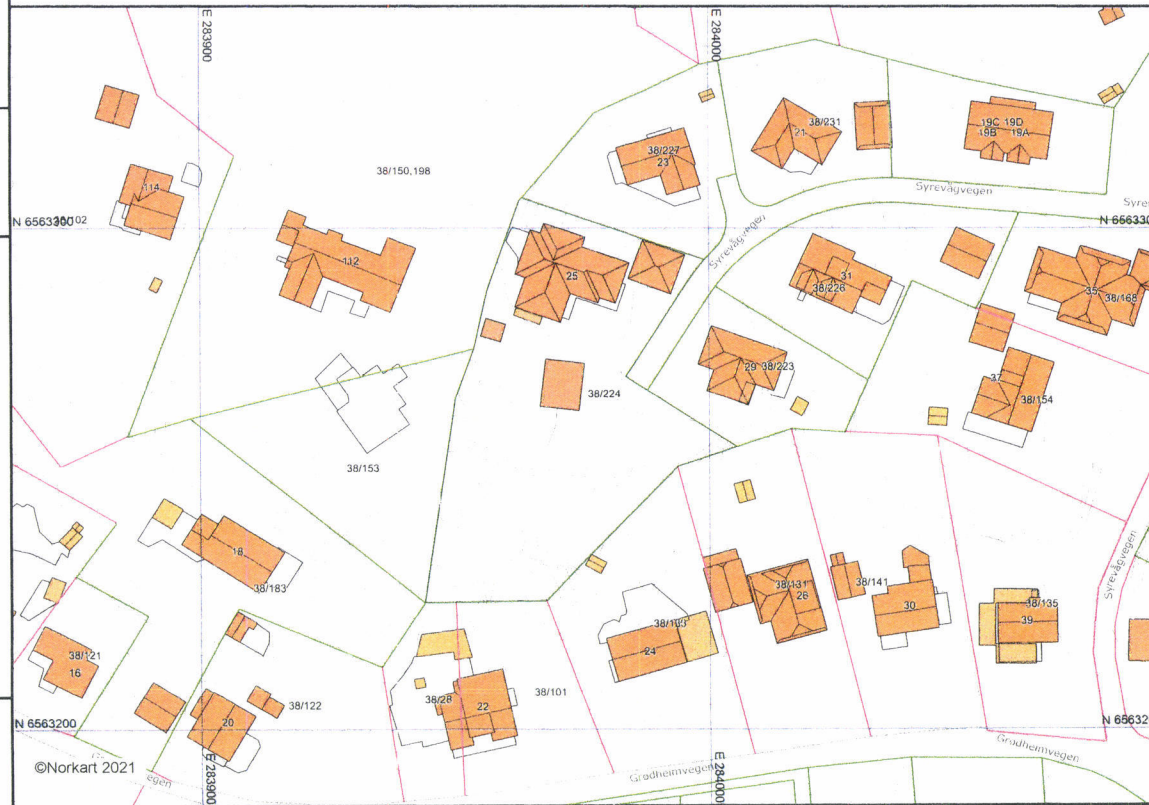 E 283900
E 284000
38/231
21
19C 19D
19B 19A
38/227
23
38/150,198
114
Syrevågvegen
N 6563300
/102
Syrevågvegen
112
25
31
38/226
35
38/168
29 38/223
37
38/154
38/224
38/153
18
38/183
38/131
26
38/141
30
38/135
39
Syrevågvegen
38/121
16
24
38/28
22
38/101
38/122
20
N 6563200
Grødheimvegen
Grødheimvegen
E 283900
E 284000
©Norkart 2021